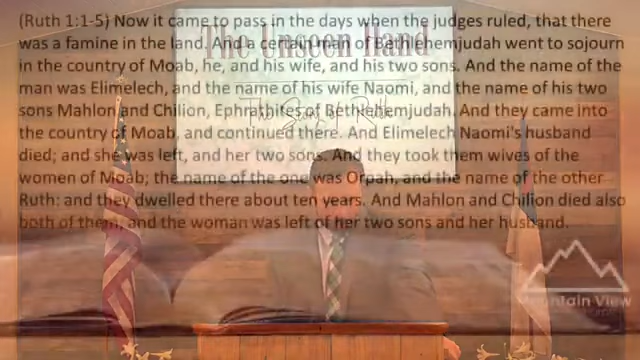 (Ruth 1:1-5) Now it came to pass in the days when the judges ruled, that there
was a famine in the land. And a certain man of Bethlehemjudah went to sojourn
in the country of Moab, he, and his wife, and his two sons. And the name of the
man was Elimelech, and the name of his wife Naomi, and the name of his two
sons Mahlon and Chilion, Ephrathites of Bethlehemjudah. And they came into
the country of Moab, and continued there. And Elimelech Naomi's husband
died; and she was left, and her two sons. And they took them wives of the
women of Moab; the name of the one was Orpah, and the name of the other
Ruth: and they dwelled there about ten years. And Mahlon and Chilion died also
both of them; and the woman was left of her two sons and her husband.
The Unseen Hand
The Story of Ruth
Mountain View